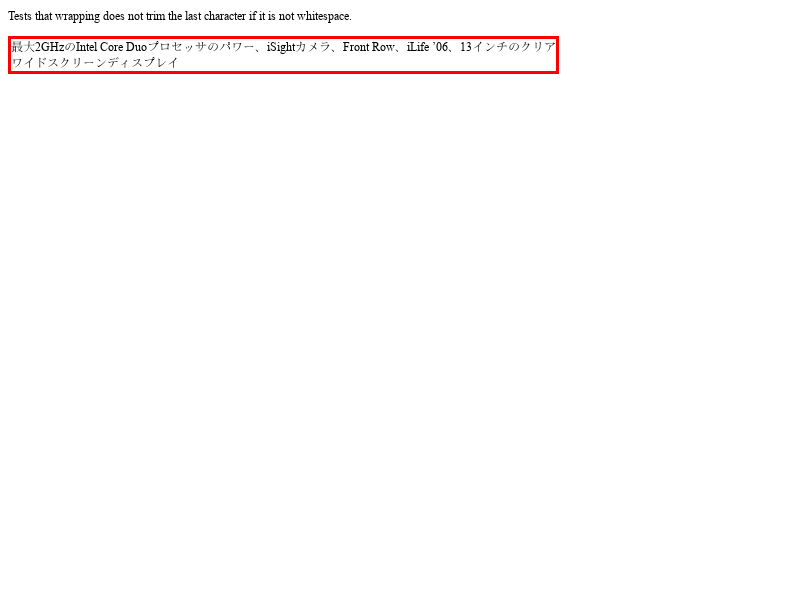 Tests that wrapping does not trim the last character if it is not whitespace.
最大2GHzのIntel Core Duoプロセッサのパワー、iSightカメラ、Front Row、iLife ’06、13インチのクリア
ワイドスクリーンディスプレイ